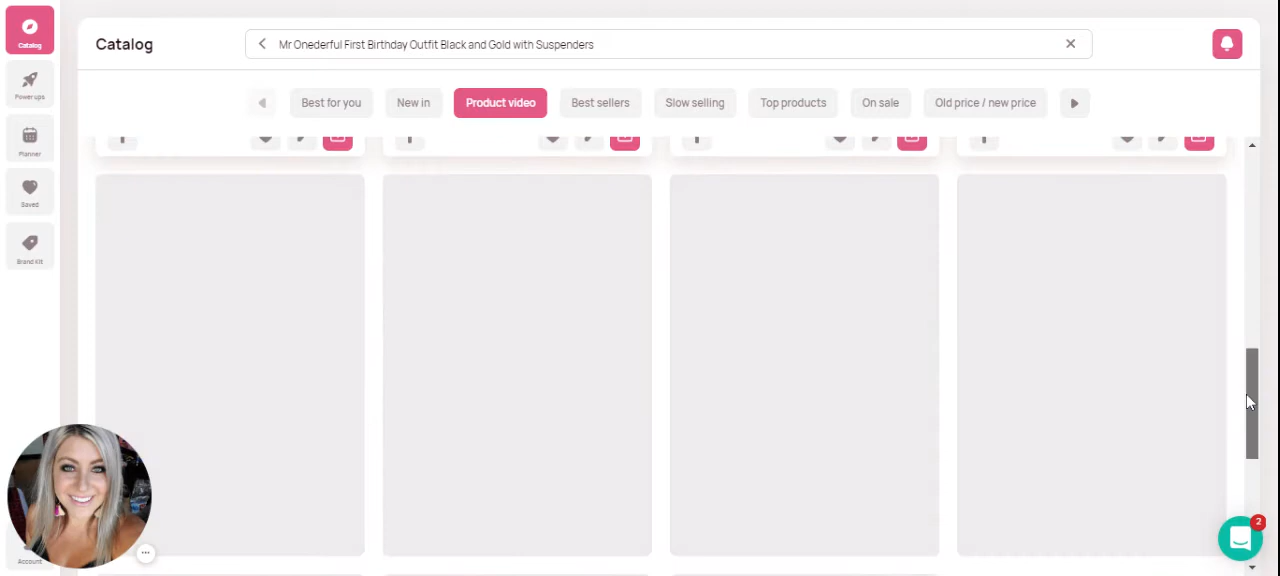 Catalog
Mr Onederful First Birthday Outfit Black and Gold with Suspenders
Catalog
Power ups
Planner
Saved
Brand Kit
Best for you
New in
Product video
Best sellers
Slow selling
Top products
On sale
Old price / new price
Account
2